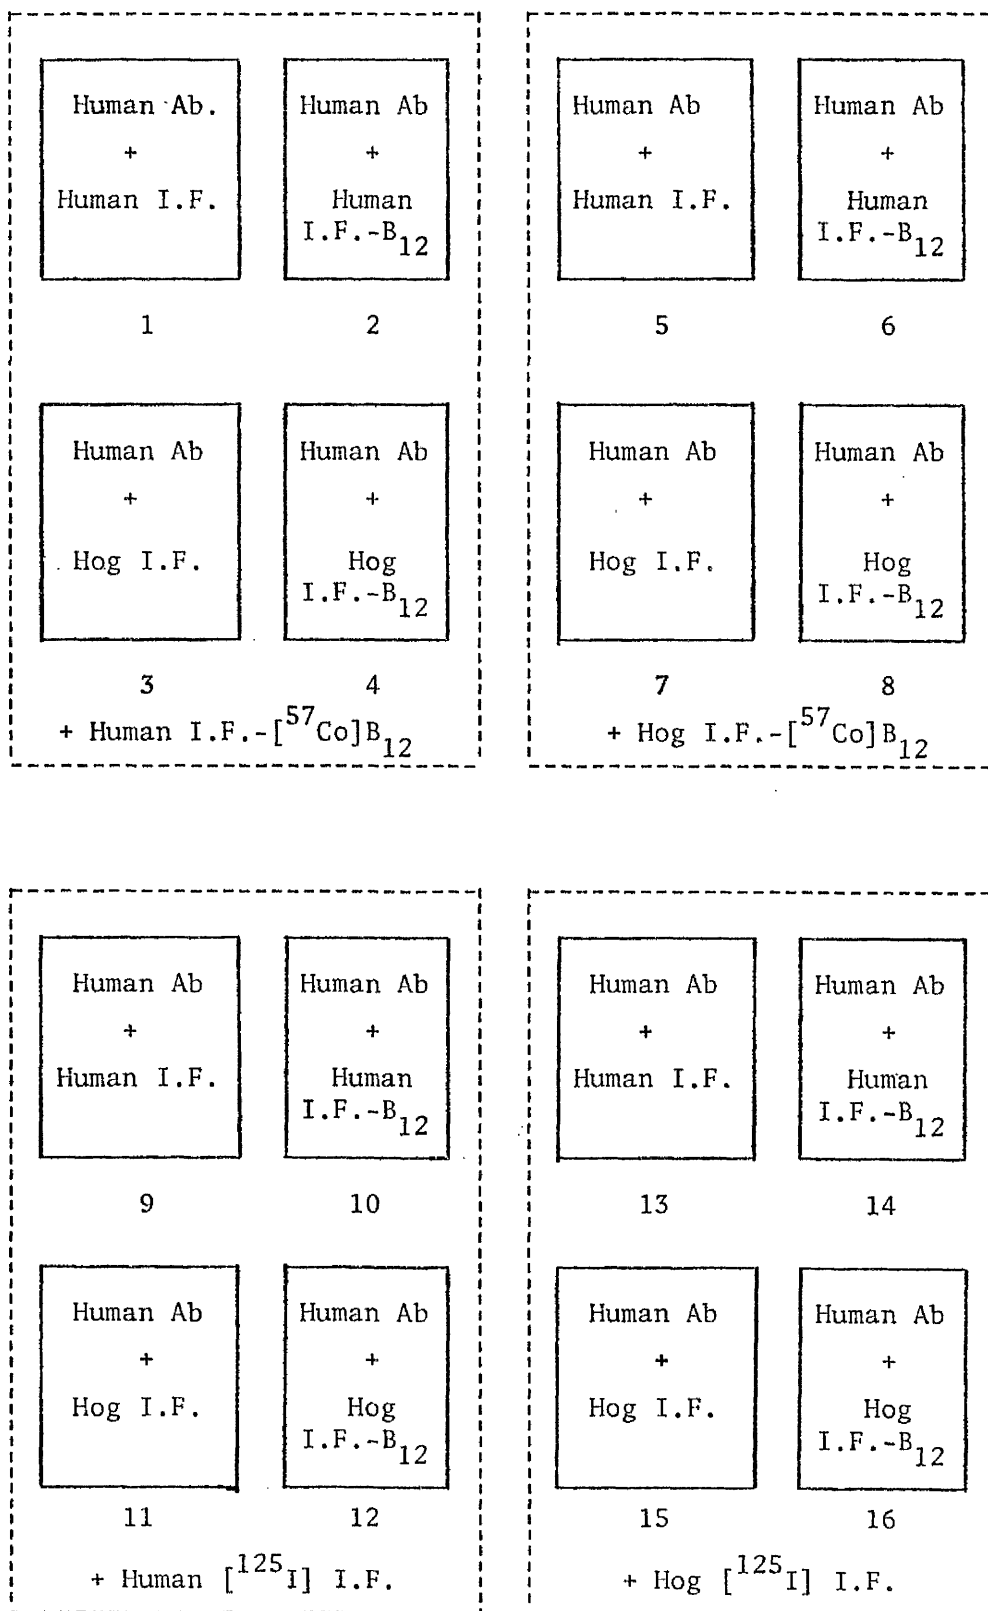 Human Ab.
+
Human I.F.
1
Human Ab
+
Human
I.F.-B12
2
Human Ab
+
Hog I.F.
3
Human Ab
+
Hog
I.F.-B12
4
+ Human I.F.-[57Co]B12
Human Ab
+
Human I.F.
5
Human Ab
+
Human
I.F.-B12
6
Human Ab
+
Hog I.F.
7
Human Ab
+
Hog
I.F.-B12
8
+ Hog I.F.-[57Co]B12
Human Ab
+
Human I.F.
9
Human Ab
+
Human
I.F.-B12
10
Human Ab
+
Hog I.F.
11
Human Ab
+
Hog
I.F.-B12
12
+ Human [125I] I.F.
Human Ab
+
Human I.F.
13
Human Ab
+
Human
I.F.-B12
14
Human Ab
+
Hog I.F.
15
Human Ab
+
Hog
I.F.-B12
16
+ Hog [125I] I.F.